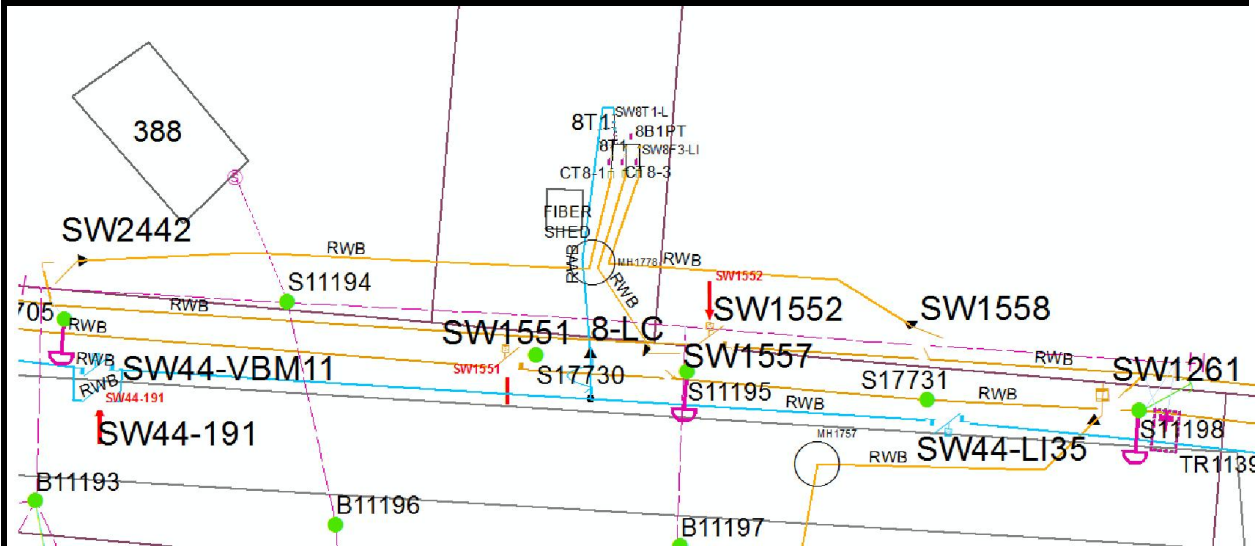 SW8T1-L
8T1
8B1PT
388
8T1
SW8F3-LI
CT8-1
CT8-3
FIBER
SHED
SW2442
RWB
RWB
MH1778
RWB
SW1552
S11194
RWB
RWB
SW1552
SW1558
705
RWB
SW1551
8-LC
SW1557
RWB
RWB
SW44-VBM11
SW1551
S17730
S17731
SW1261
RWB
SW44-191
S11195
RWB
RWB
SW44-191
MH1757
S11198
RWB
SW44-LI35
TR1139
B11193
B11196
B11197